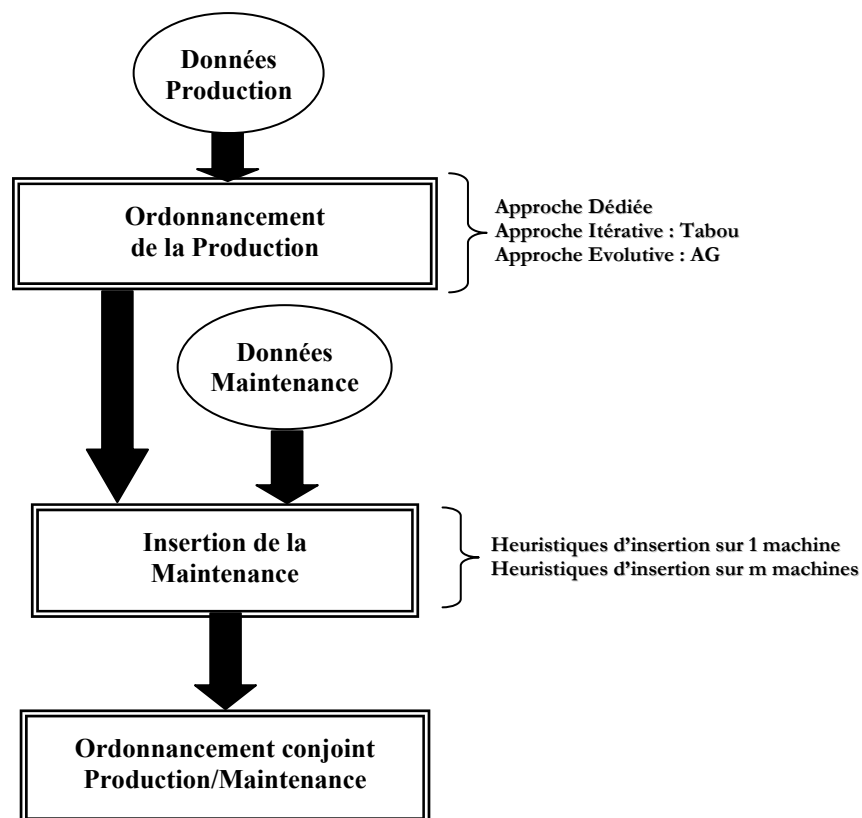 Données
Production
Ordonnancement
de la Production
Approche Dédiée
Approche Itérative : Tabou
Approche Evolutive : AG
Données
Maintenance
Insertion de la
Maintenance
Heuristiques d’insertion sur 1 machine
Heuristiques d’insertion sur m machines
Ordonnancement conjoint
Production/Maintenance